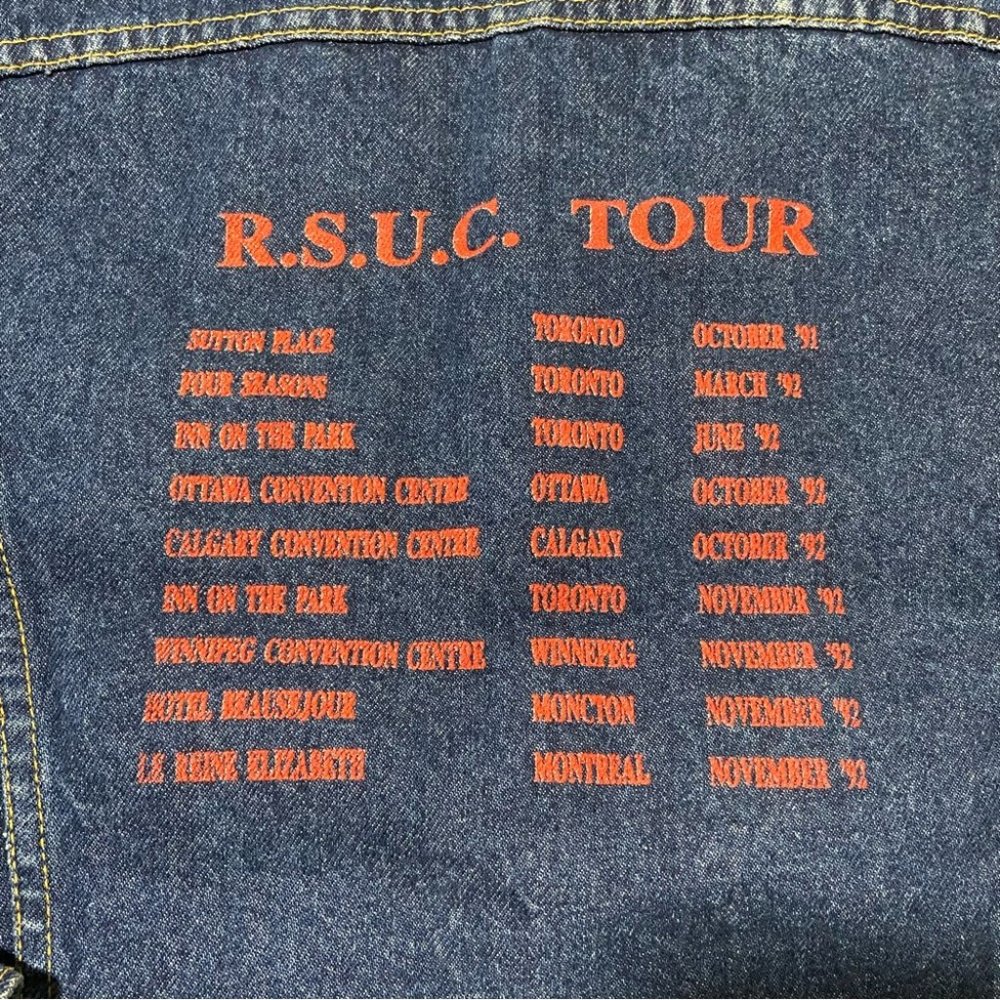 R.S.U.C. TOUR
SUTTON PLACE TORONTO OCTOBER '91
FOUR SEASONS TORONTO MARCH '92
INN ON THE PARK TORONTO JUNE '92
OTTAWA CONVENTION CENTRE OTTAWA OCTOBER '92
CALGARY CONVENTION CENTRE CALGARY OCTOBER '92
INN ON THE PARK TORONTO NOVEMBER '92
WINNIPEG CONVENTION CENTRE WINNEPEG NOVEMBER '92
HOTEL BEAUSEJOUR MONCTON NOVEMBER '92
LE REINE ELIZABETH MONTREAL NOVEMBER '92